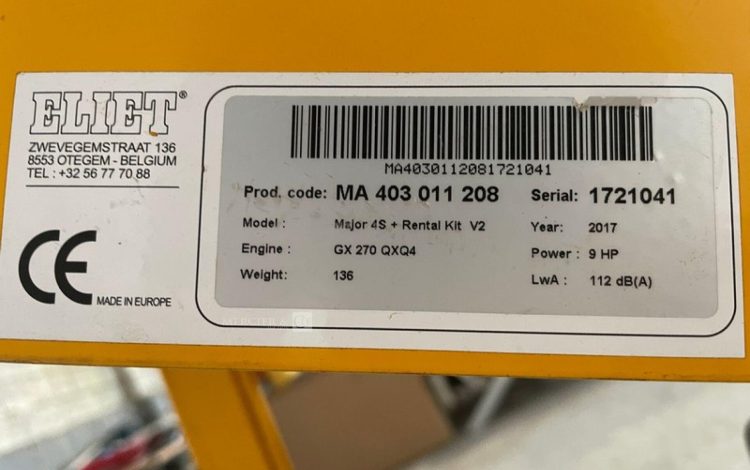 ELIET®
ZWEVEGEMSTRAAT 136
8553 OTEGEM - BELGIUM
TEL : +32 56 77 70 88
CE
MADE IN EUROPE
MA4030112081721041
Prod. code: MA 403 011 208 Serial: 1721041
Model : Major 4S + Rental Kit V2 Year: 2017
Engine : GX 270 QXQ4 Power : 9 HP
Weight: 136 LwA : 112 dB(A)